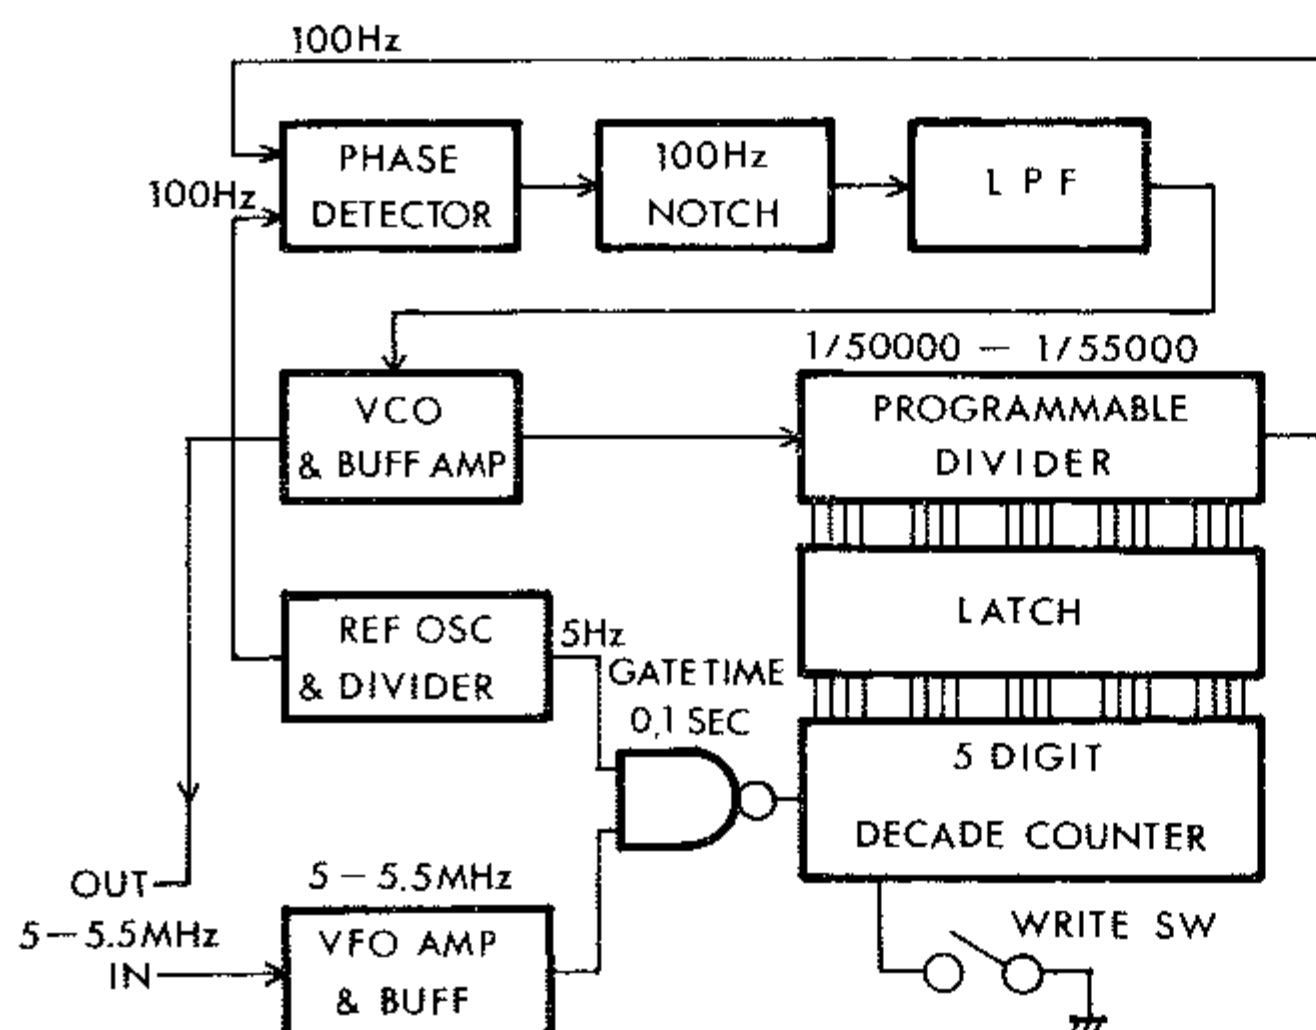 100Hz
PHASE
DETECTOR
100Hz
NOTCH
L P F
100Hz
1/50000 — 1/55000
VCO
& BUFF AMP
PROGRAMMABLE
DIVIDER
LATCH
REF OSC
& DIVIDER
5Hz
GATE TIME
0,1 SEC
5 DIGIT
DECADE COUNTER
OUT
5—5.5MHz
IN
5—5.5MHz
VFO AMP
& BUFF
WRITE SW